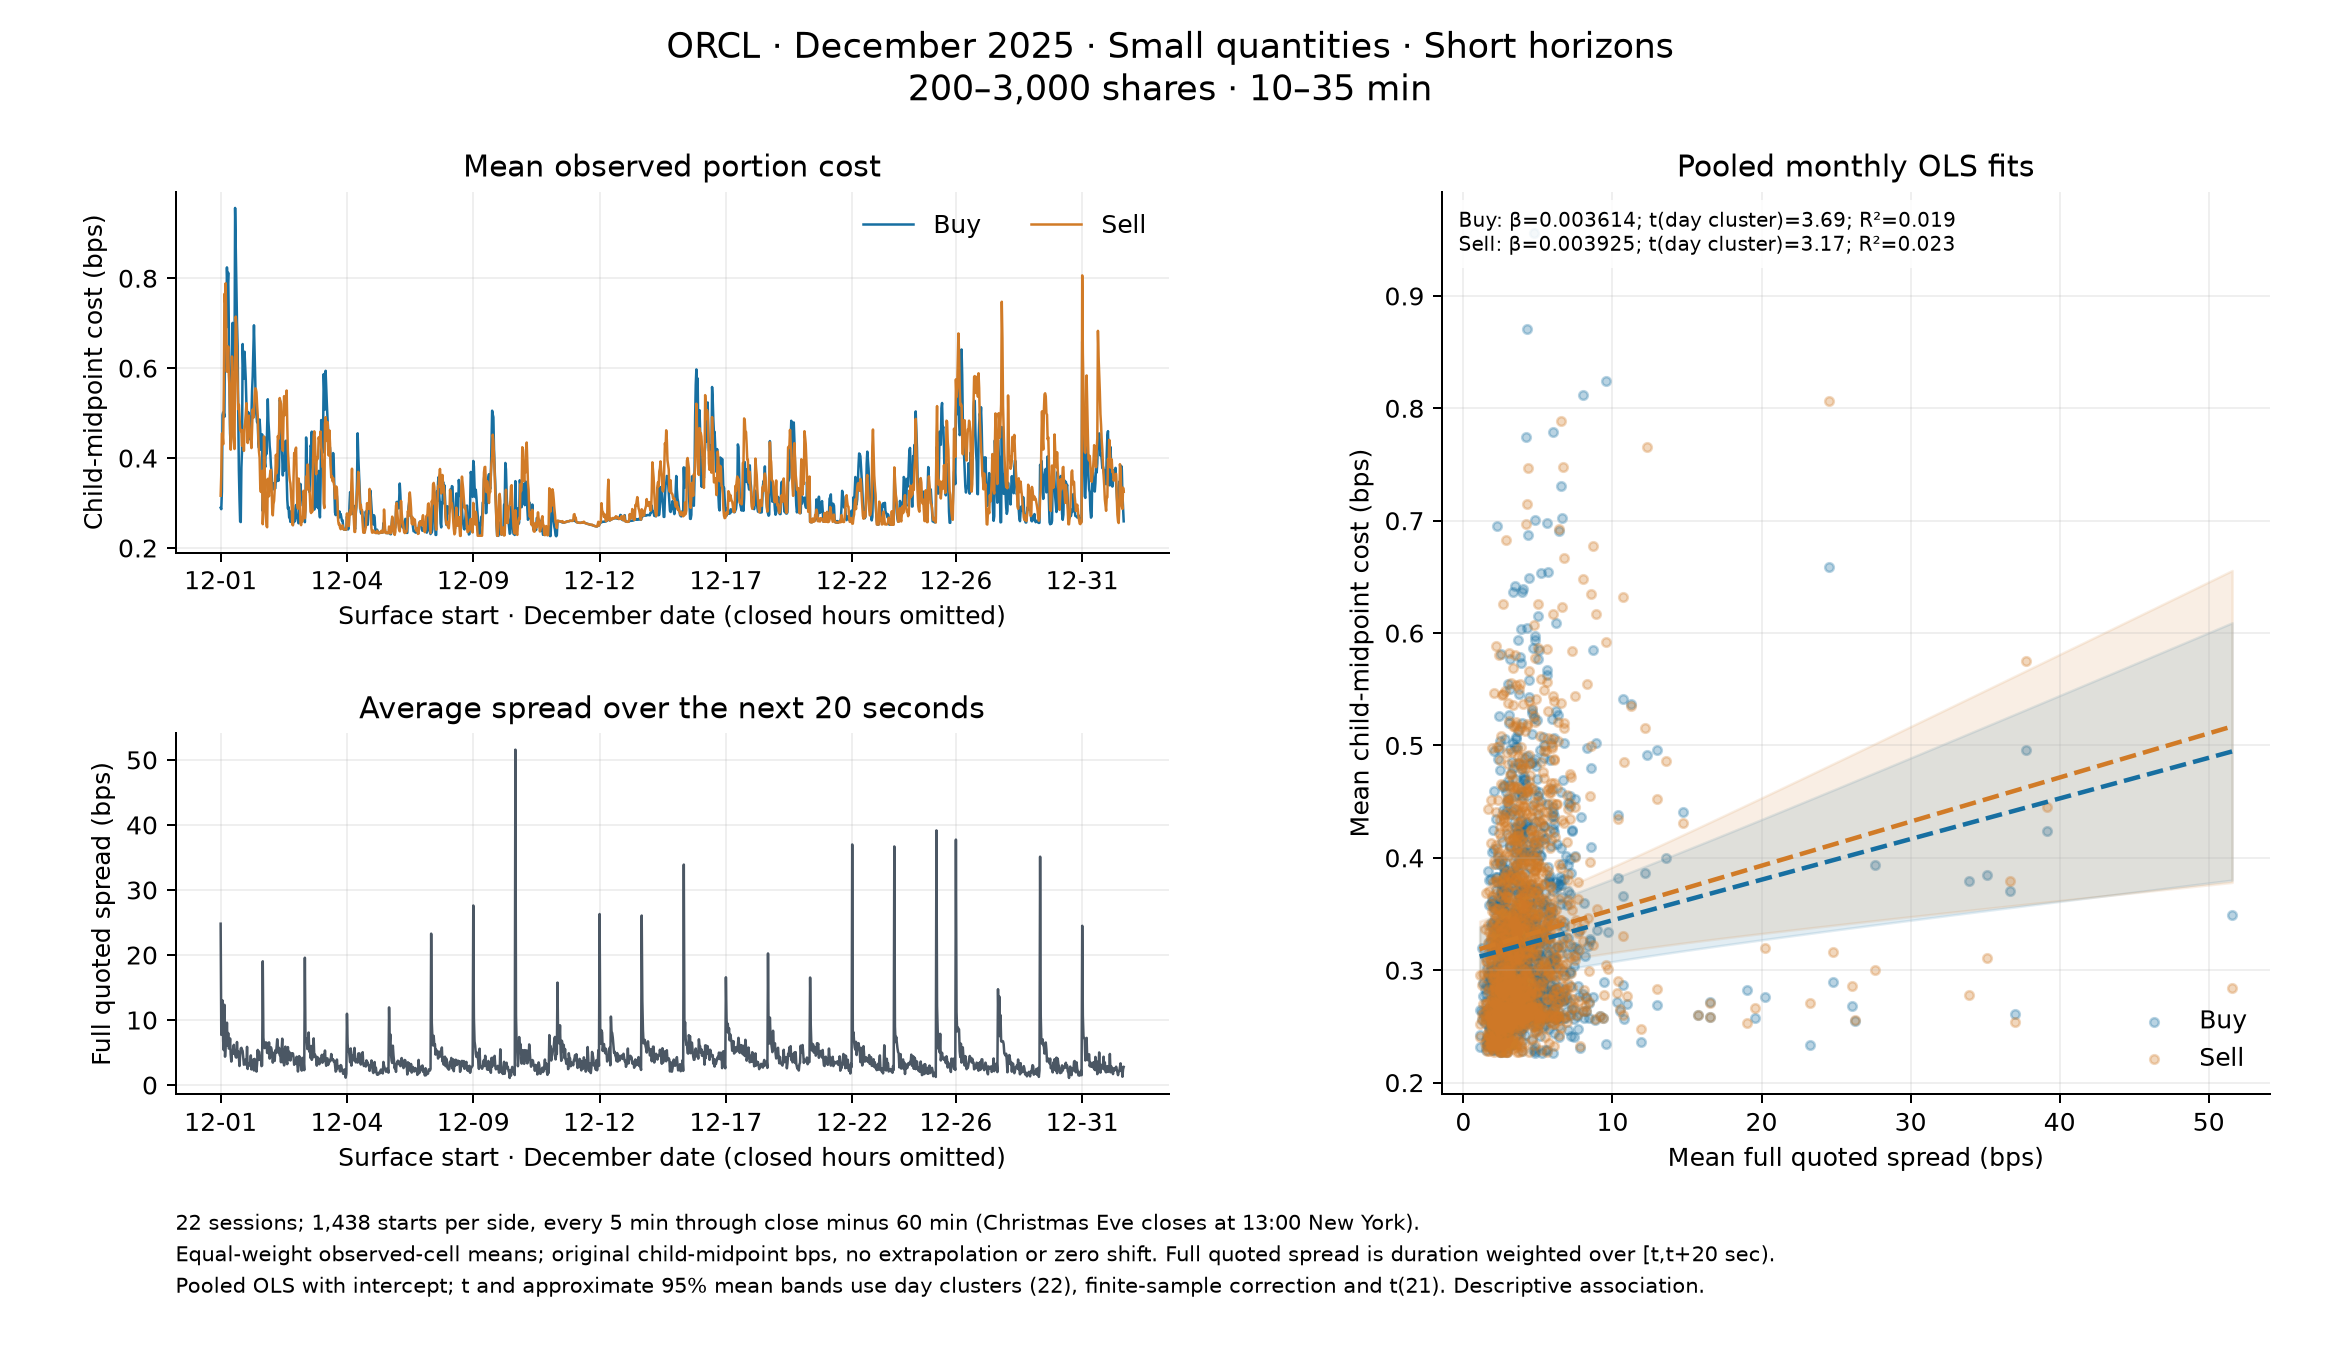 ORCL · December 2025 · Small quantities · Short horizons
200–3,000 shares · 10–35 min
Mean observed portion cost
Child-midpoint cost (bps)
0.8
0.6
0.4
0.2
Buy
Sell
12-01
12-04
12-09
12-12
12-17
12-22
12-26
12-31
Surface start · December date (closed hours omitted)
Average spread over the next 20 seconds
Full quoted spread (bps)
50
40
30
20
10
0
12-01
12-04
12-09
12-12
12-17
12-22
12-26
12-31
Surface start · December date (closed hours omitted)
Pooled monthly OLS fits
Buy: β=0.003614; t(day cluster)=3.69; R²=0.019
Sell: β=0.003925; t(day cluster)=3.17; R²=0.023
Mean child-midpoint cost (bps)
0.9
0.8
0.7
0.6
0.5
0.4
0.3
0.2
Buy
Sell
0
10
20
30
40
50
Mean full quoted spread (bps)
22 sessions; 1,438 starts per side, every 5 min through close minus 60 min (Christmas Eve closes at 13:00 New York).
Equal-weight observed-cell means; original child-midpoint bps, no extrapolation or zero shift. Full quoted spread is duration weighted over [t,t+20 sec).
Pooled OLS with intercept; t and approximate 95% mean bands use day clusters (22), finite-sample correction and t(21). Descriptive association.